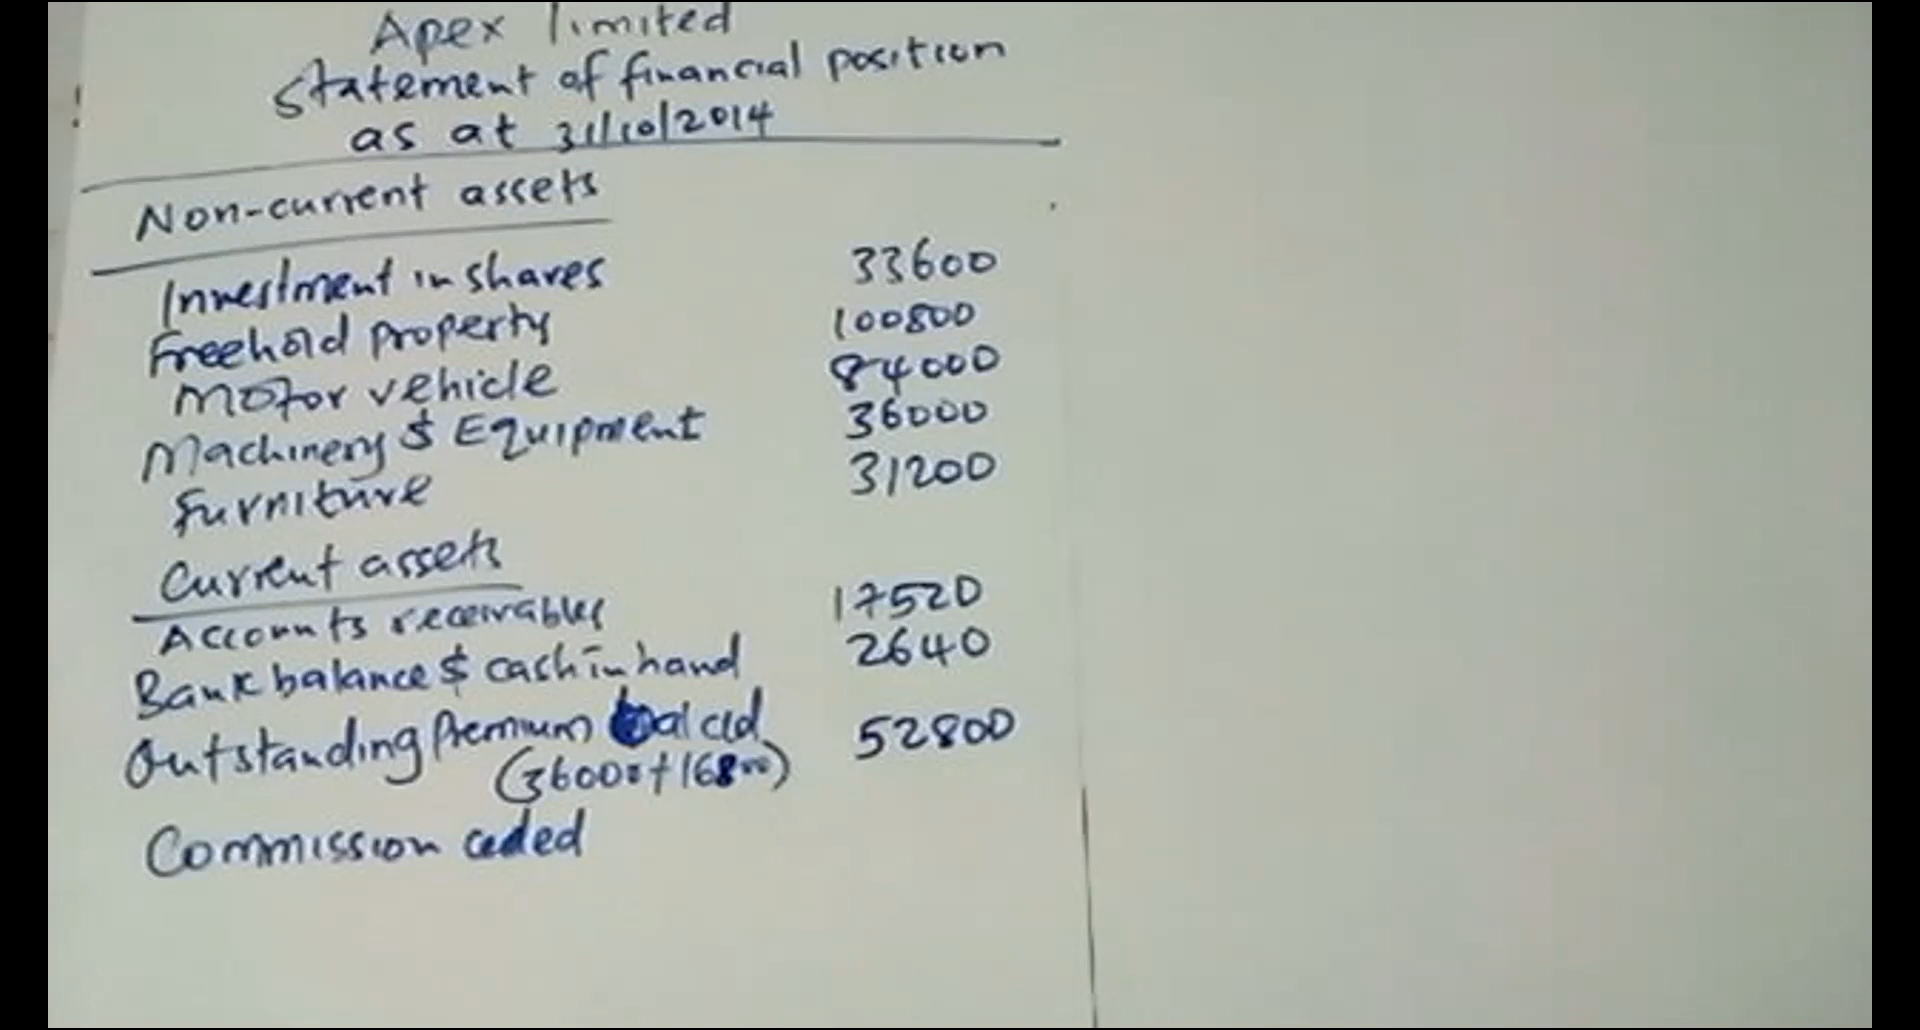 Apex limited
Statement of financial position
as at 31/10/2014
Non-current assets
Investment in shares 33600
Freehold property 100800
Motor vehicle 84000
Machinery $ Equipment 36000
Furniture 31200
Current assets
Accounts receivables 17520
Bank balance $ cash in hand 2640
Outstanding Premium bal c/d 52800
(36000+16800)
Commission ceded